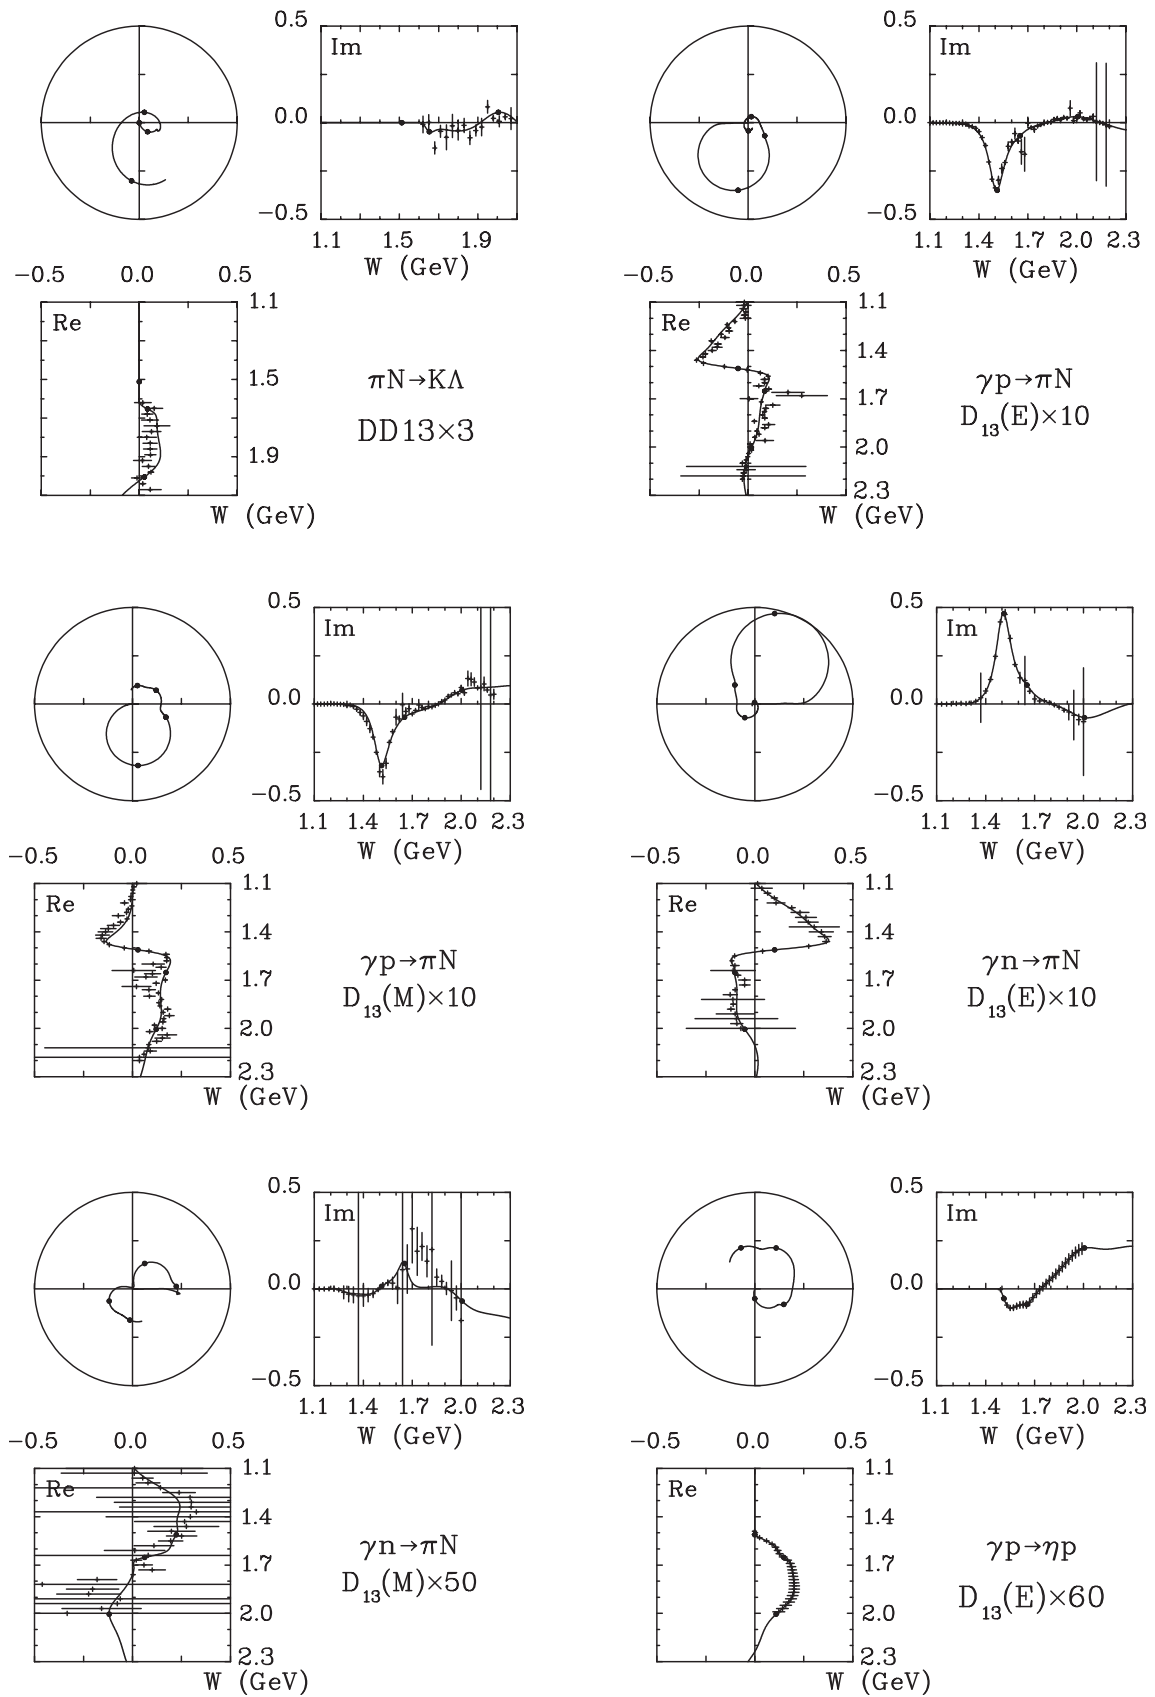 0.5
Im
0.0
−0.5
1.1 1.5 1.9
W (GeV)
−0.5 0.0 0.5
Re
1.1
1.5
1.9
W (GeV)
πN→KΛ
DD13×3
0.5
Im
0.0
−0.5
1.1 1.4 1.7 2.0 2.3
W (GeV)
−0.5 0.0 0.5
Re
1.1
1.4
1.7
2.0
2.3
W (GeV)
γp→πN
D₁₃(E)×10
0.5
Im
0.0
−0.5
1.1 1.4 1.7 2.0 2.3
W (GeV)
−0.5 0.0 0.5
Re
1.1
1.4
1.7
2.0
2.3
W (GeV)
γp→πN
D₁₃(M)×10
0.5
Im
0.0
−0.5
1.1 1.4 1.7 2.0 2.3
W (GeV)
−0.5 0.0 0.5
Re
1.1
1.4
1.7
2.0
2.3
W (GeV)
γn→πN
D₁₃(E)×10
0.5
Im
0.0
−0.5
1.1 1.4 1.7 2.0 2.3
W (GeV)
−0.5 0.0 0.5
Re
1.1
1.4
1.7
2.0
2.3
W (GeV)
γn→πN
D₁₃(M)×50
0.5
Im
0.0
−0.5
1.1 1.4 1.7 2.0 2.3
W (GeV)
−0.5 0.0 0.5
Re
1.1
1.4
1.7
2.0
2.3
W (GeV)
γp→ηp
D₁₃(E)×60